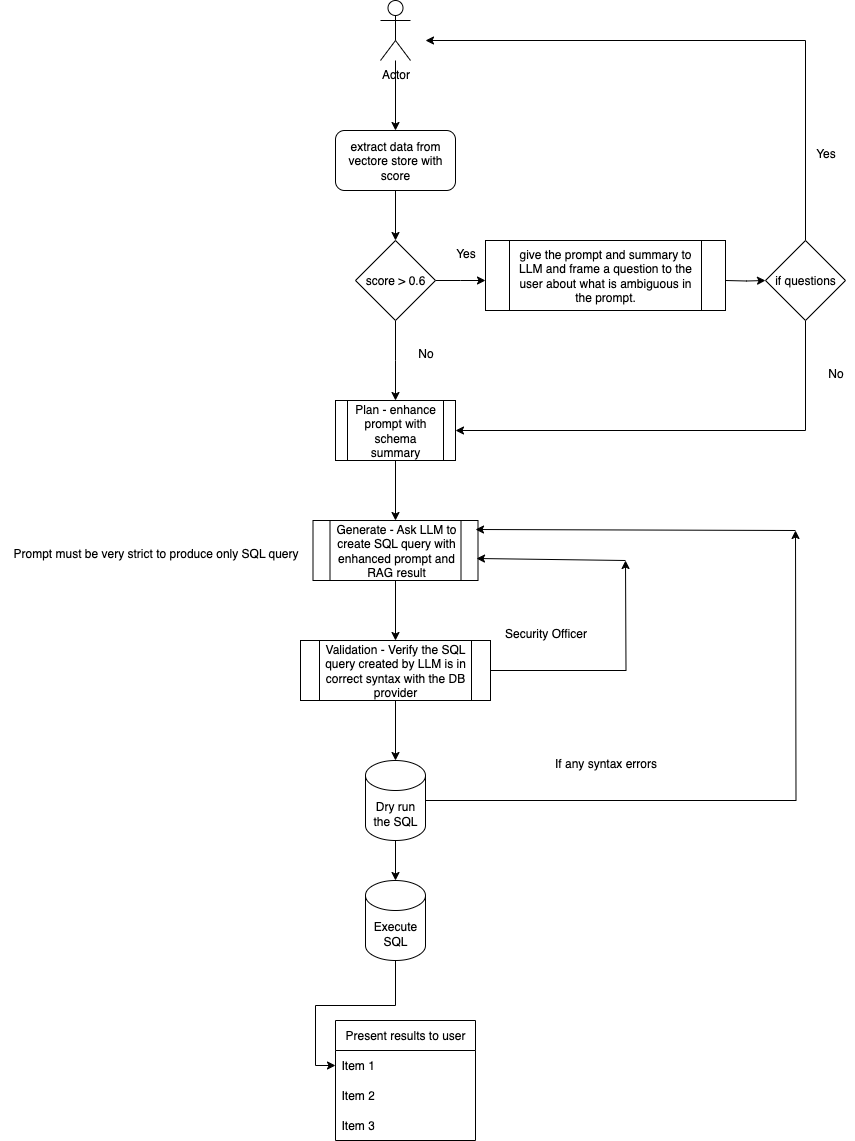 Actor
Yes
extract data from
vectore store with
score
Yes
score > 0.6
give the prompt and summary to
LLM and frame a question to the
user about what is ambiguous in
the prompt.
if questions
No
No
Plan - enhance
prompt with
schema
summary
Prompt must be very strict to produce only SQL query
Generate - Ask LLM to
create SQL query with
enhanced prompt and
RAG result
Security Officer
Validation - Verify the SQL
query created by LLM is in
correct syntax with the DB
provider
If any syntax errors
Dry run
the SQL
Execute
SQL
Present results to user
Item 1
Item 2
Item 3